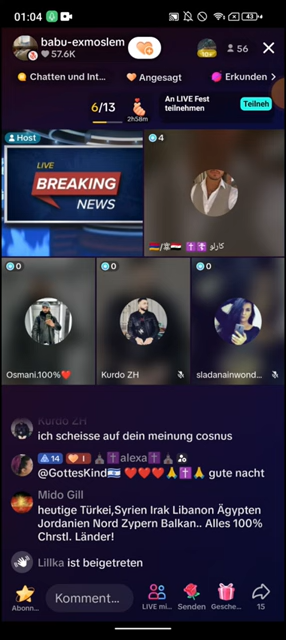 01:04
43
babu-exmoslem
57.6K
10x
56
Chatten und Int...
Angesagt
Erkunden
6/13
2h58m
An LIVE Fest
teilnehmen
Teilneh
Host
LIVE
BREAKING
NEWS
4
كارلو
0
Osmani.100%❤️
0
Kurdo ZH
0
sladanainwond...
Kurdo ZH
ich scheisse auf dein meinung cosnus
14 I ⛪✝️alexa✝️⛪
@GottesKind🇮🇱 ❤️❤️❤️🙏✝️🙏 gute nacht
Mido Gill
heutige Türkei,Syrien Irak Libanon Ägypten
Jordanien Nord Zypern Balkan.. Alles 100%
Chrstl. Länder!
Lillka ist beigetreten
Abonn...
Komment...
LIVE mi...
Senden
Gesche...
15